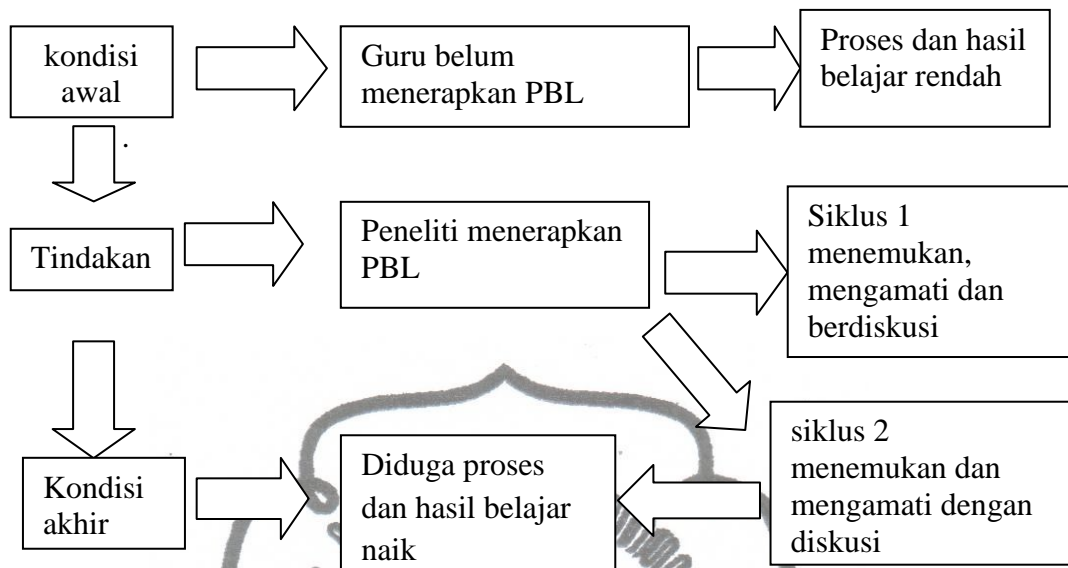 kondisi
awal
Guru belum
menerapkan PBL
Proses dan hasil
belajar rendah
Tindakan
Peneliti menerapkan
PBL
Siklus 1
menemukan,
mengamati dan
berdiskusi
Kondisi
akhir
Diduga proses
dan hasil belajar
naik
siklus 2
menemukan dan
mengamati dengan
diskusi